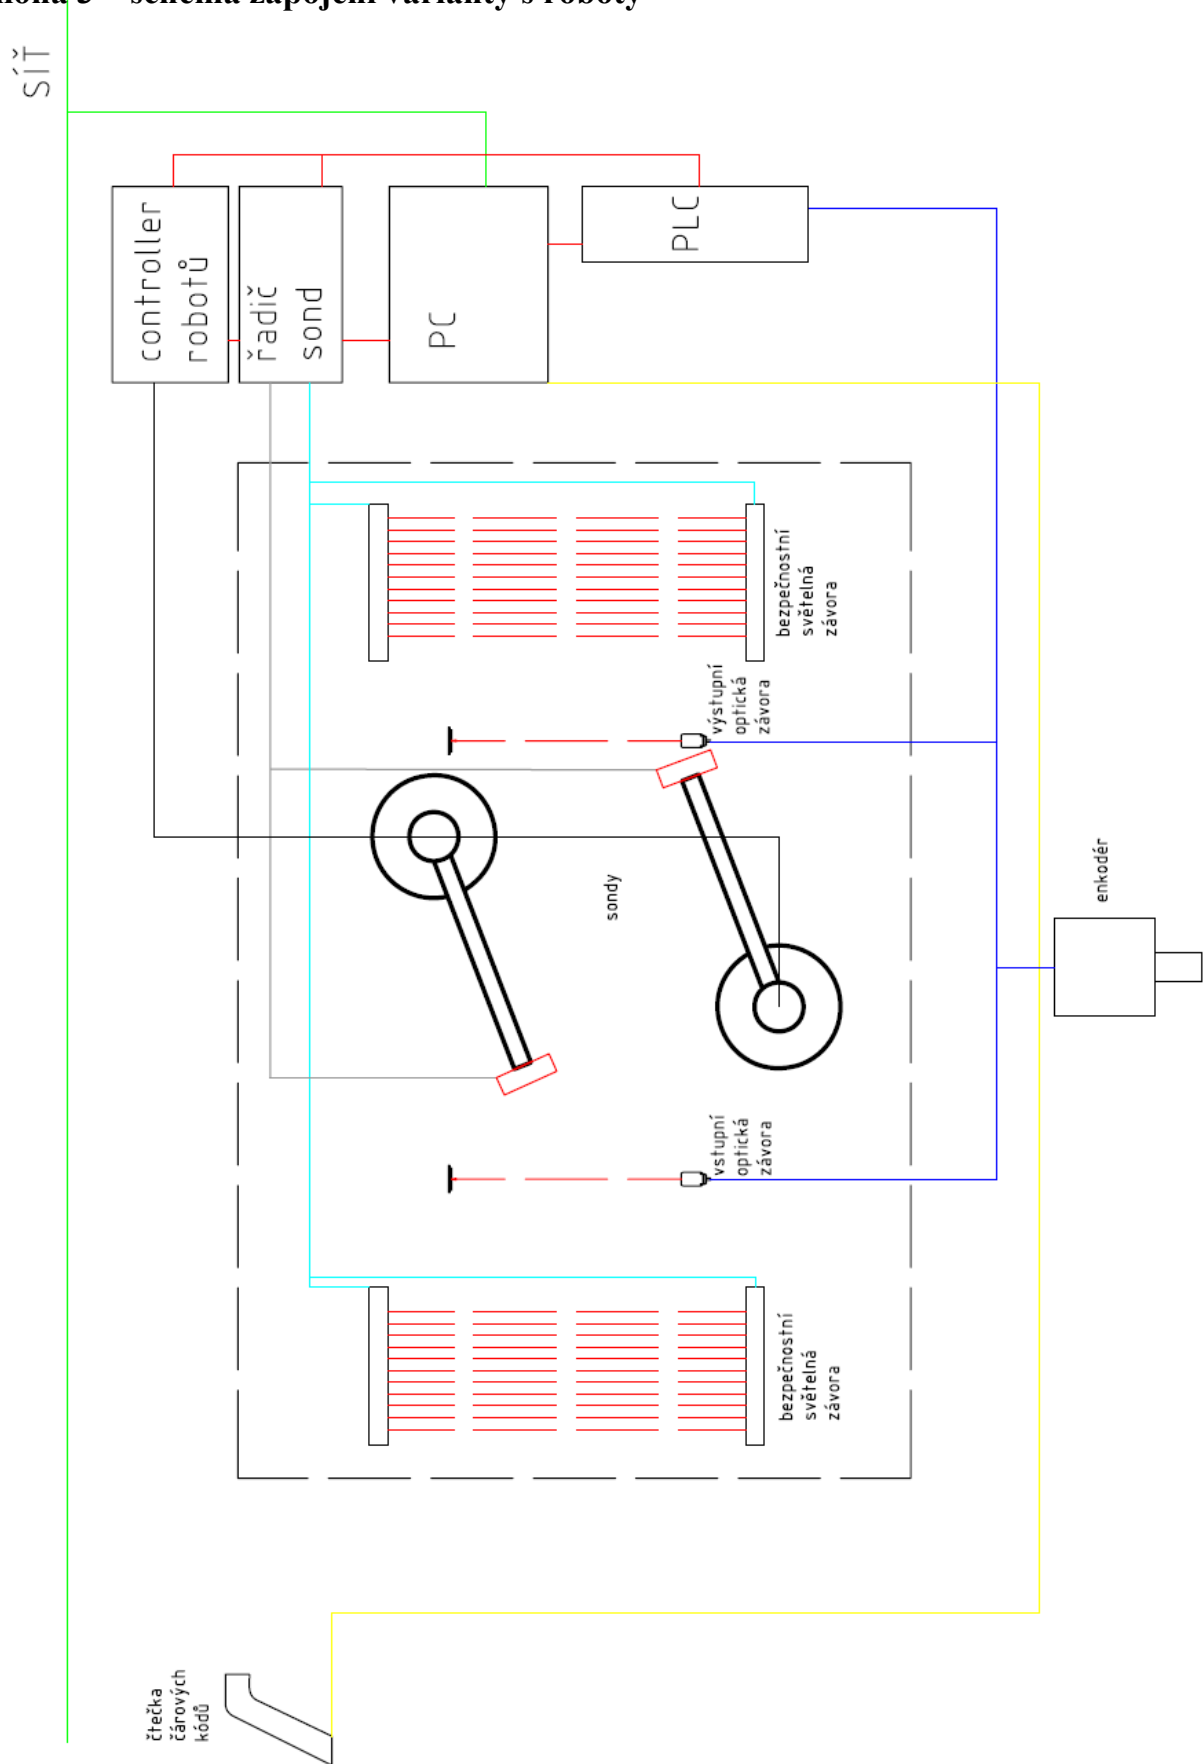 schéma zapojení varianty s roboty
SÍŤ
controller
robotů
řadič
sond
PC
PLC
bezpečnostní
světelná
závora
výstupní
optická
závora
sondy
enkodér
vstupní
optická
závora
bezpečnostní
světelná
závora
čtečka
čárových
kódů